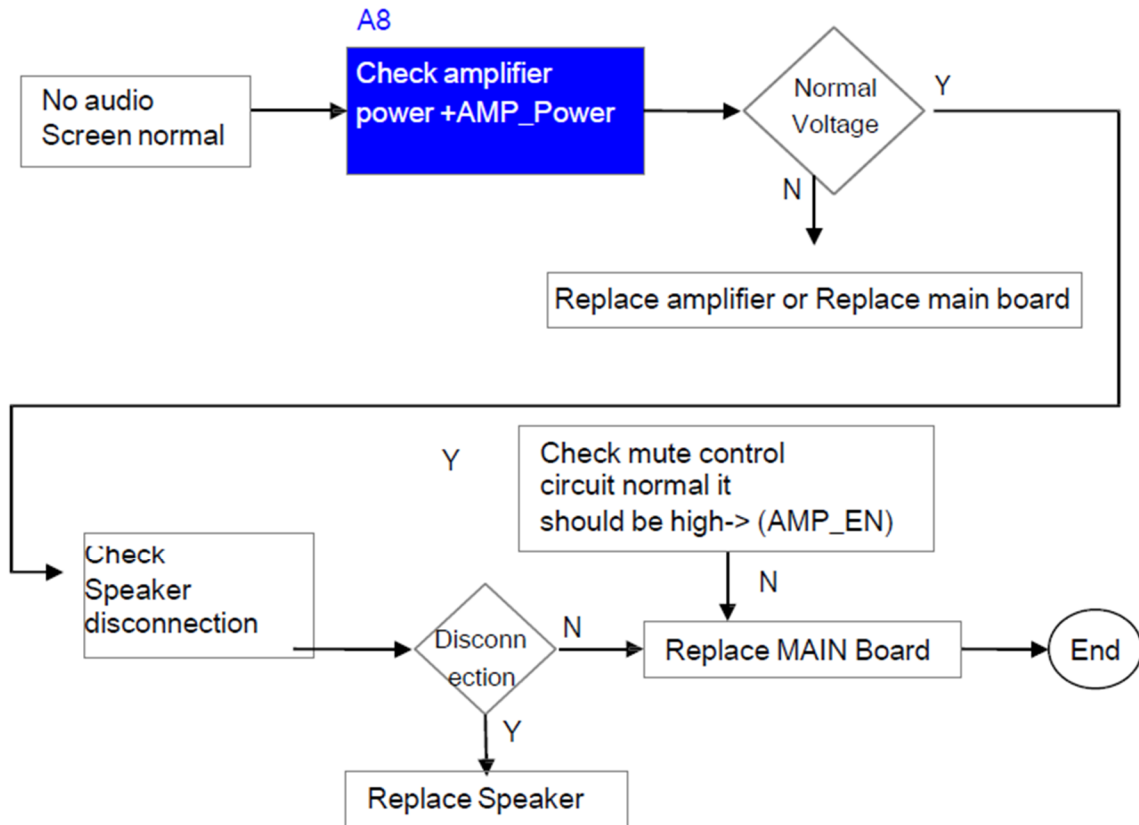 A8
No audio
Screen normal
Check amplifier
power +AMP_Power
Normal
Voltage
Y
N
Replace amplifier or Replace main board
Y
Check mute control
circuit normal it
should be high-> (AMP_EN)
N
Check
Speaker
disconnection
Disconn
ection
N
Replace MAIN Board
End
Y
Replace Speaker